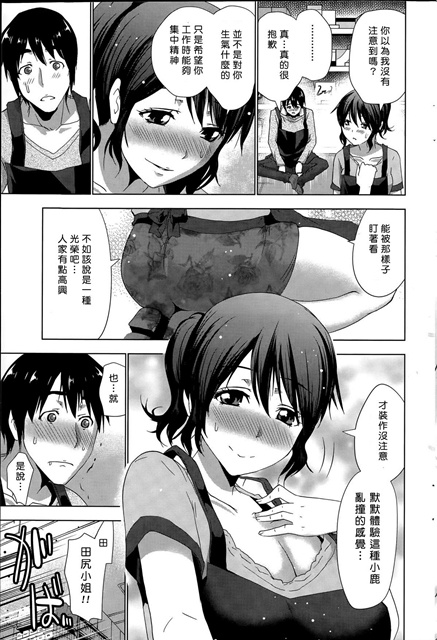 你以為我沒有
注意到嗎？
………
真…真的很
抱歉
並不是對你
生氣什麼的
只是希望你
工作時能夠
集中精神
能被那樣子
訂著看
不如該說是一種
光榮吧…
人家有點高興
才裝作沒注意
默默體驗這種小鹿
亂撞的感覺…
也…就
是說…
田
田尻小姐!!
がばっ